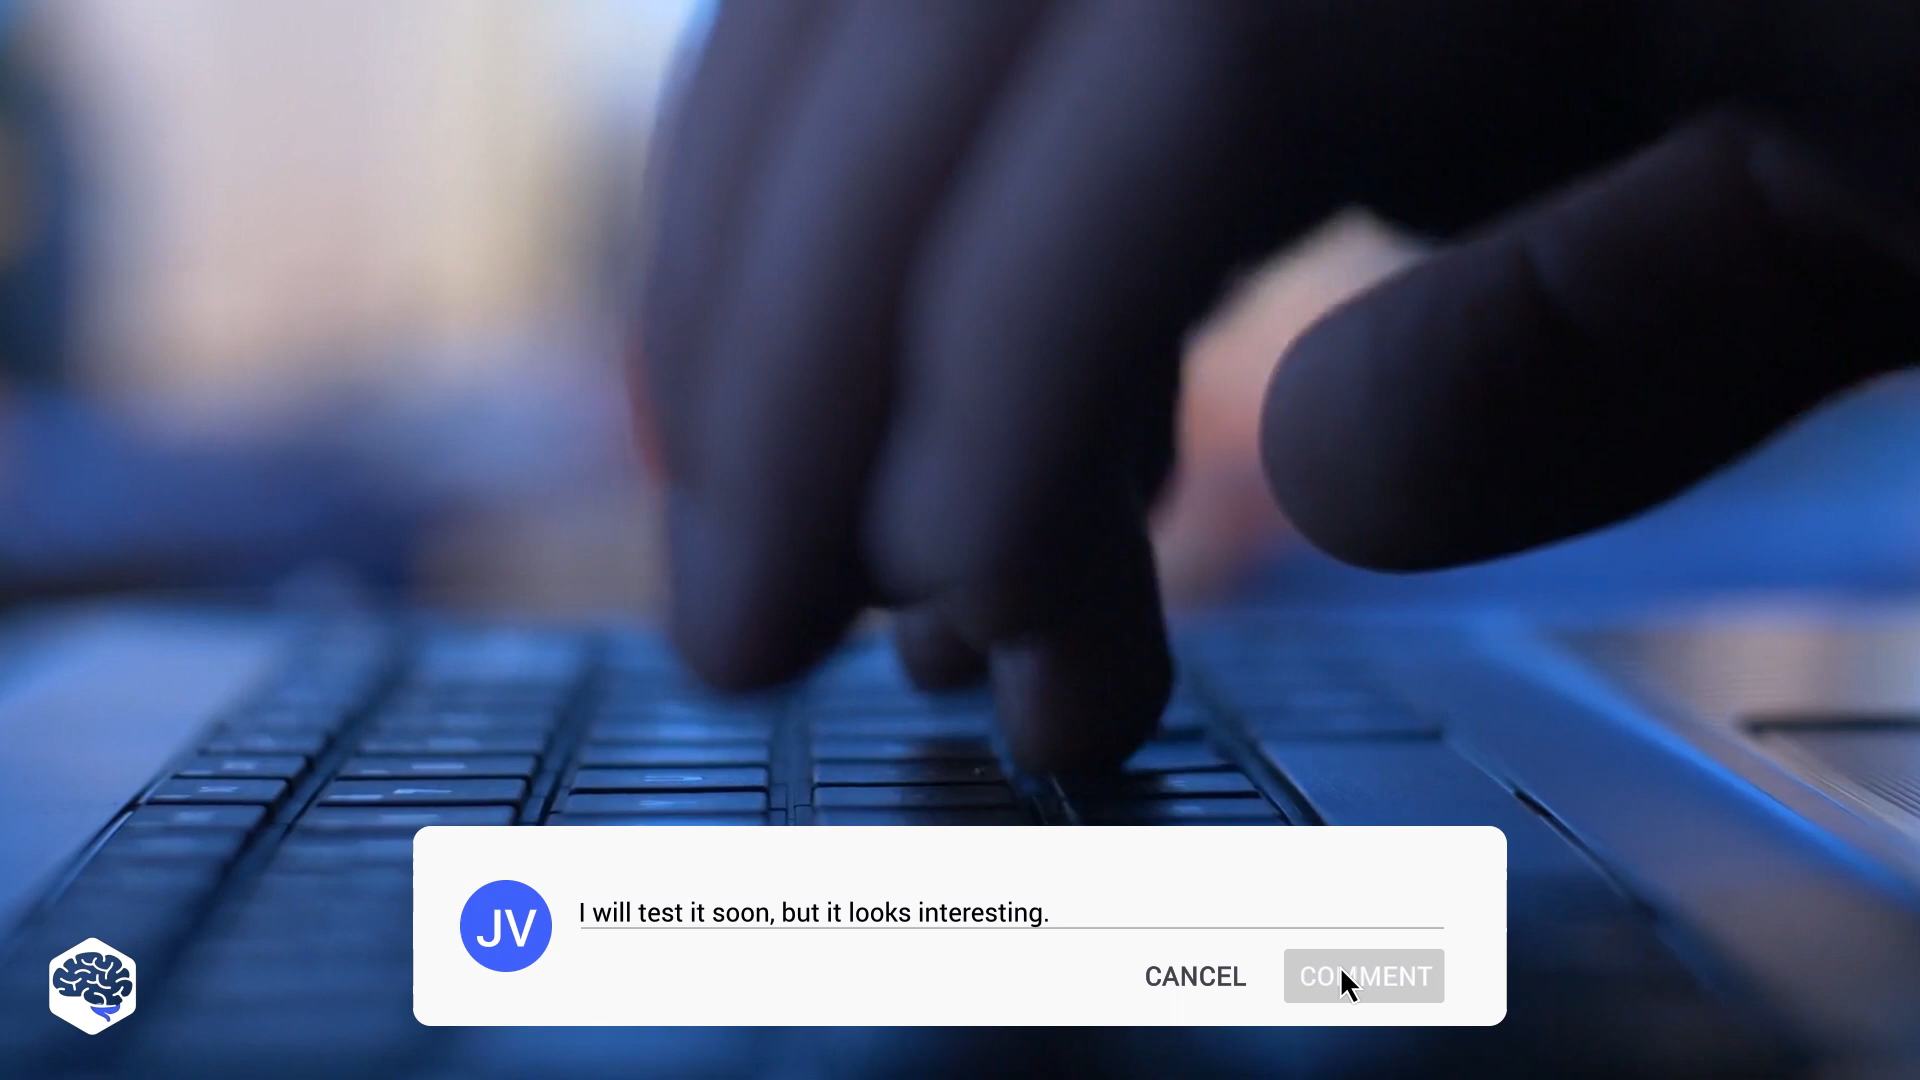 I will test it soon, but it looks interesting.
JV
CANCEL
COMMENT